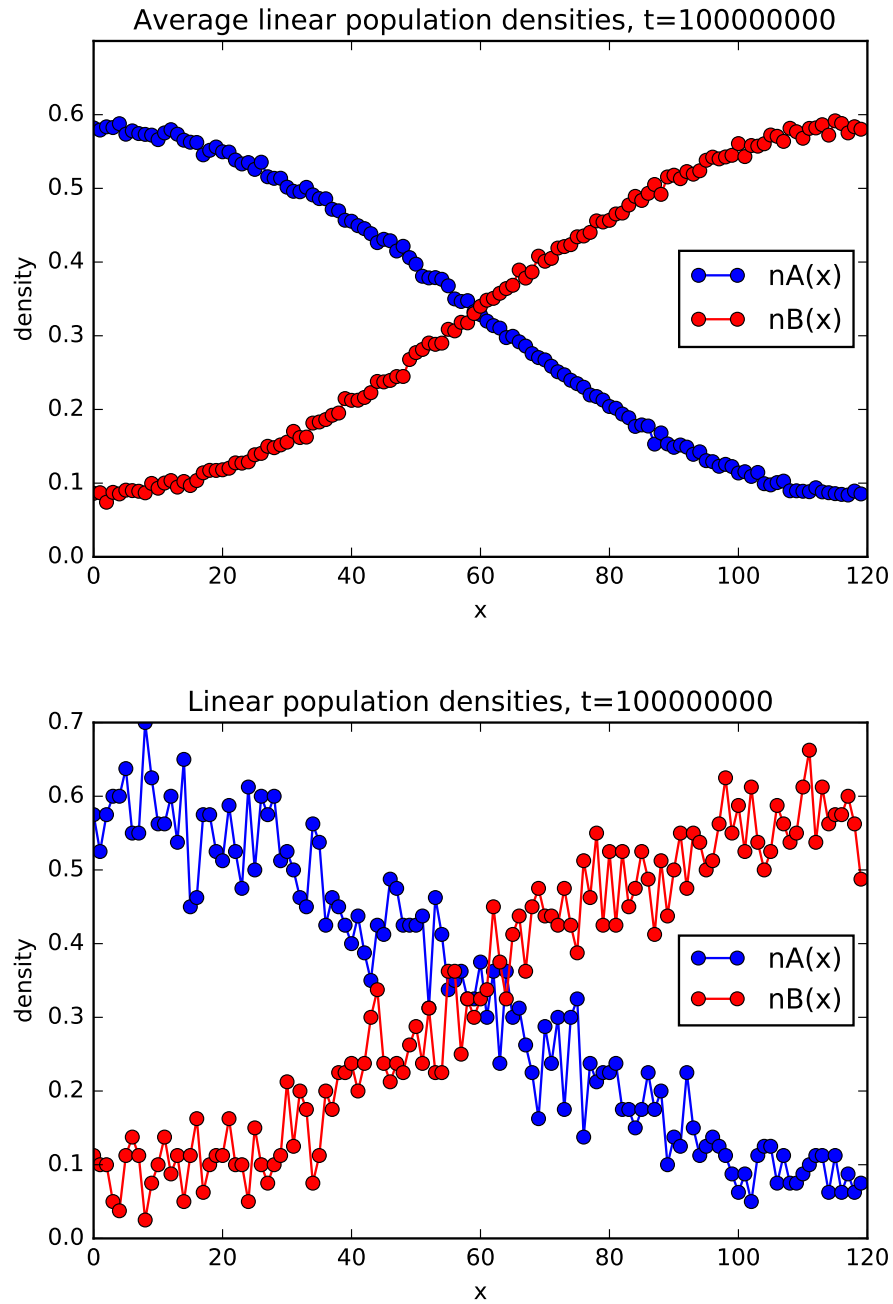 Average linear population densities, t=100000000
0.6
0.5
0.4
0.3
0.2
0.1
0.0
density
nA(x)
nB(x)
0 20 40 60 80 100 120
x
Linear population densities, t=100000000
0.7
0.6
0.5
0.4
0.3
0.2
0.1
0.0
density
nA(x)
nB(x)
0 20 40 60 80 100 120
x